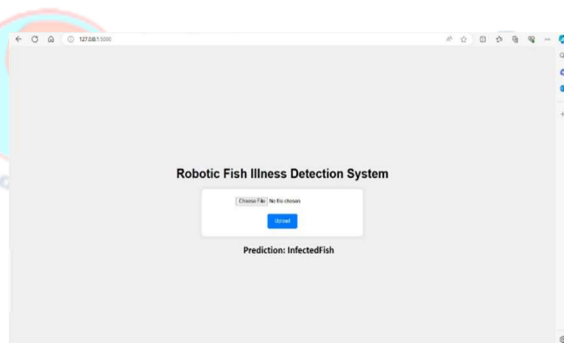 127.0.0.1:5000
Robotic Fish Illness Detection System
Choose File No file chosen
Upload
Prediction: InfectedFish